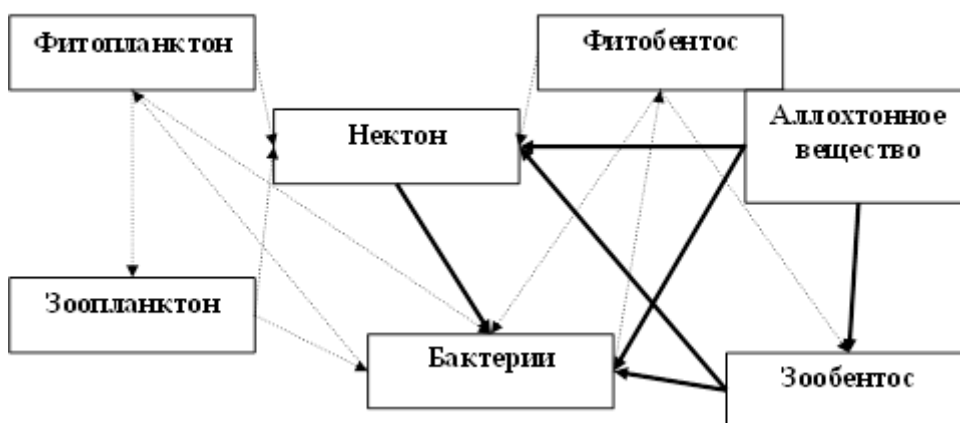 Фитопланктон
Фитобентос
Аллохтонное
вещество
Нектон
Зоопланктон
Бактерии
Зообентос